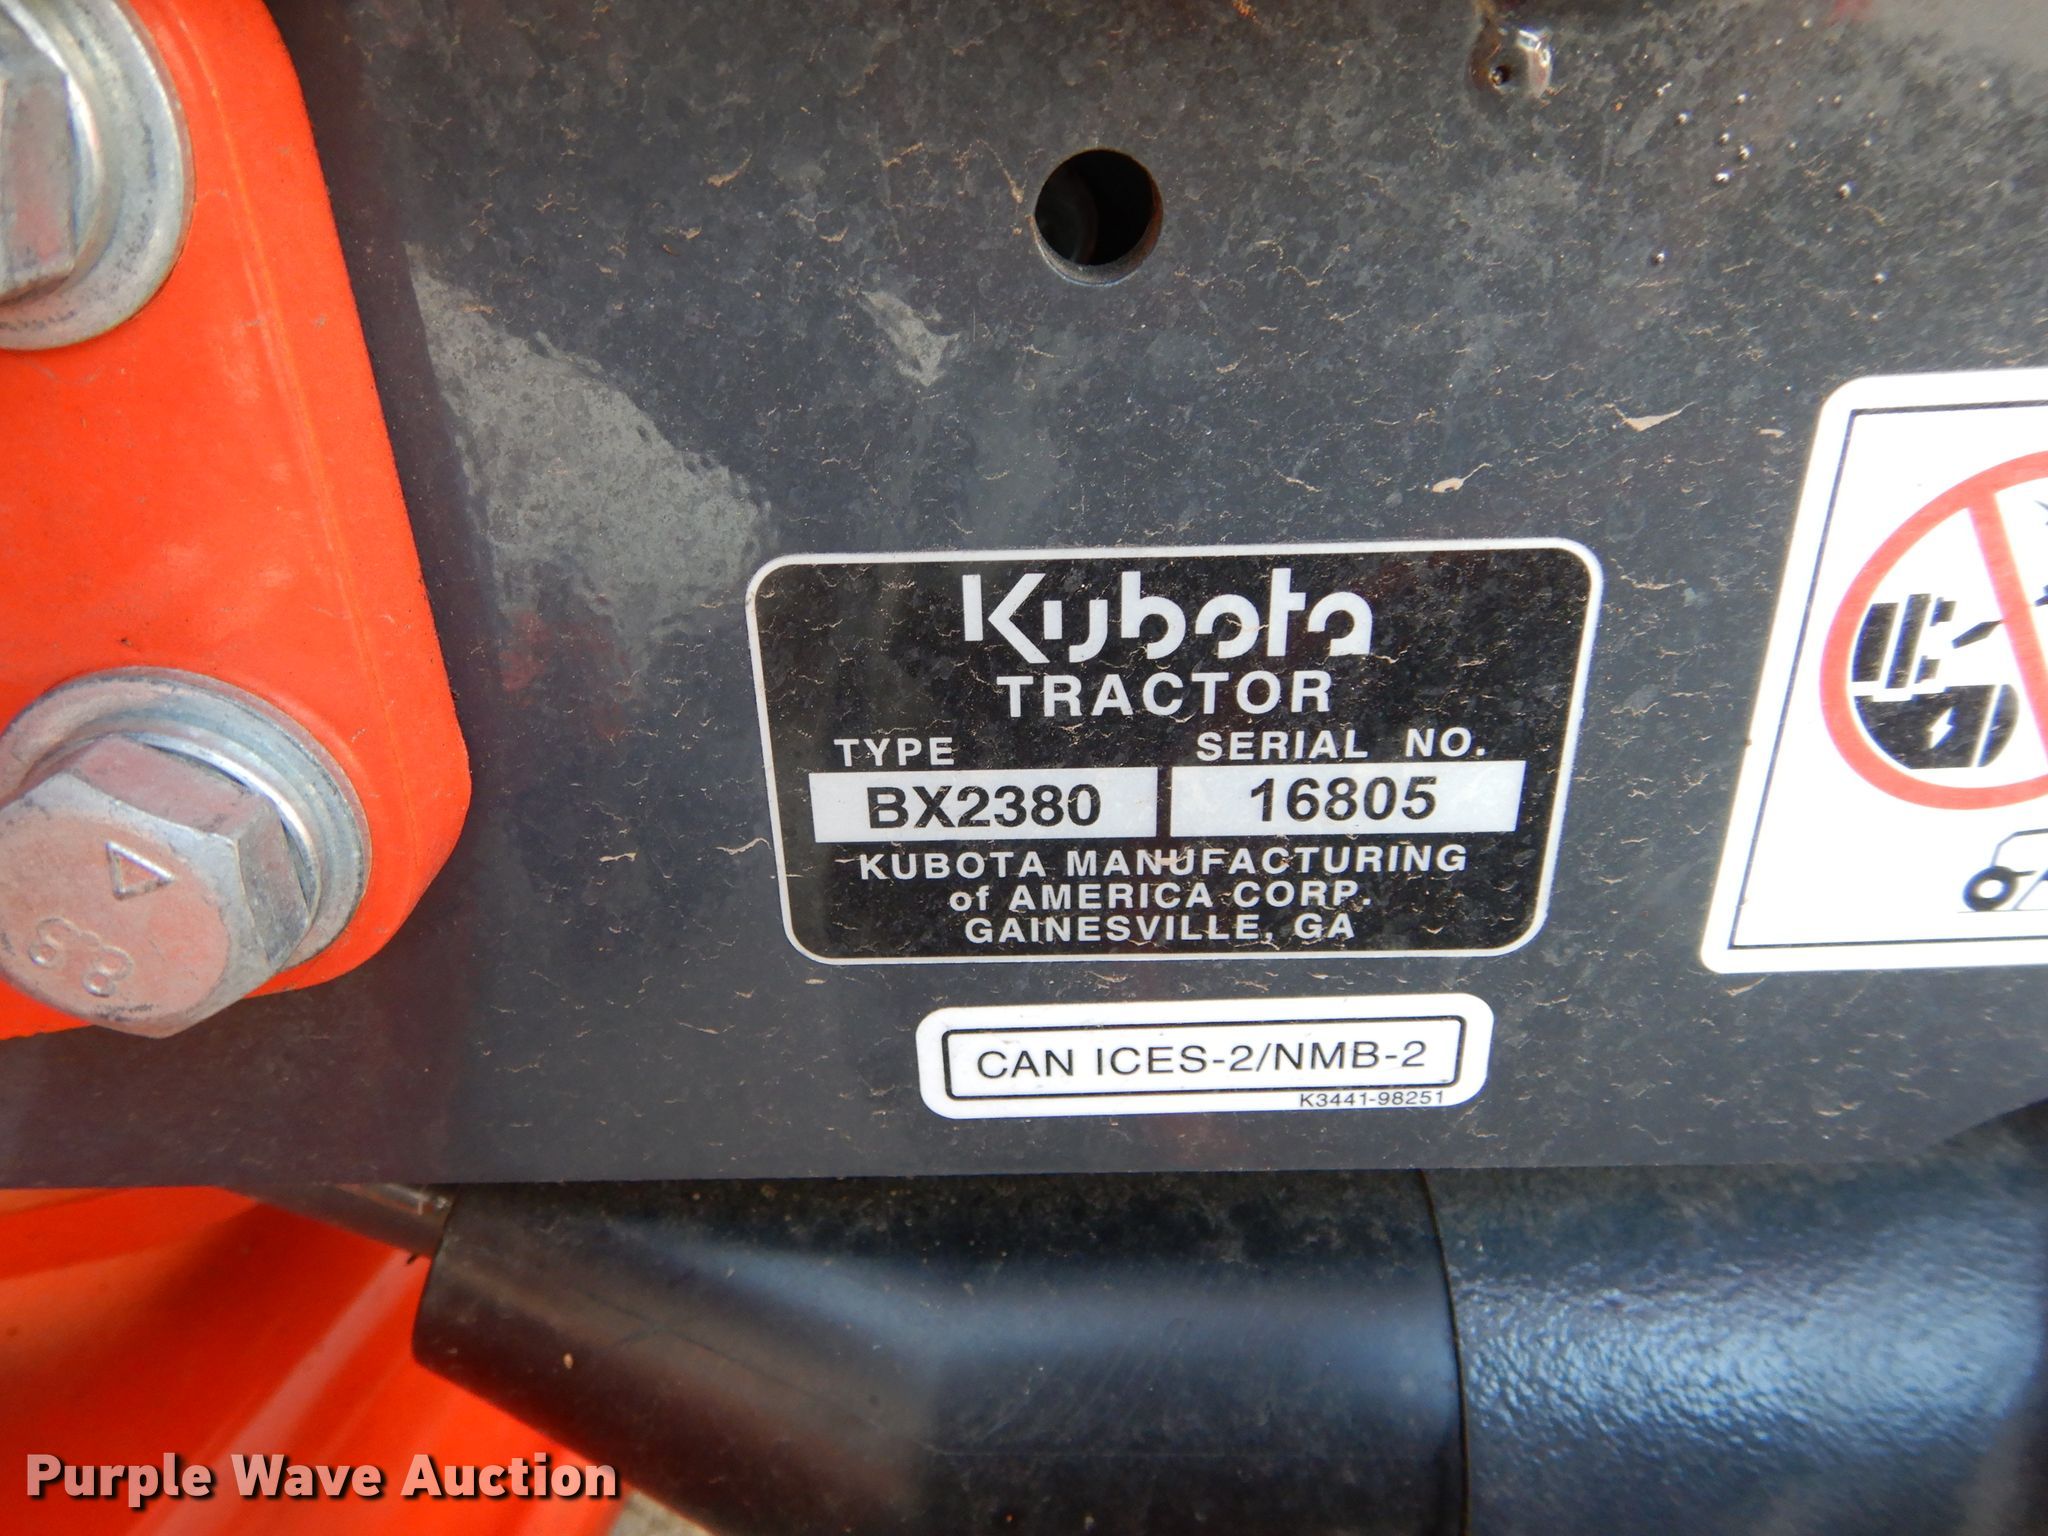 Kubota
TRACTOR
TYPE SERIAL NO.
BX2380 16805
KUBOTA MANUFACTURING
of AMERICA CORP.
GAINESVILLE, GA
CAN ICES-2/NMB-2
K3441-98251
Purple Wave Auction